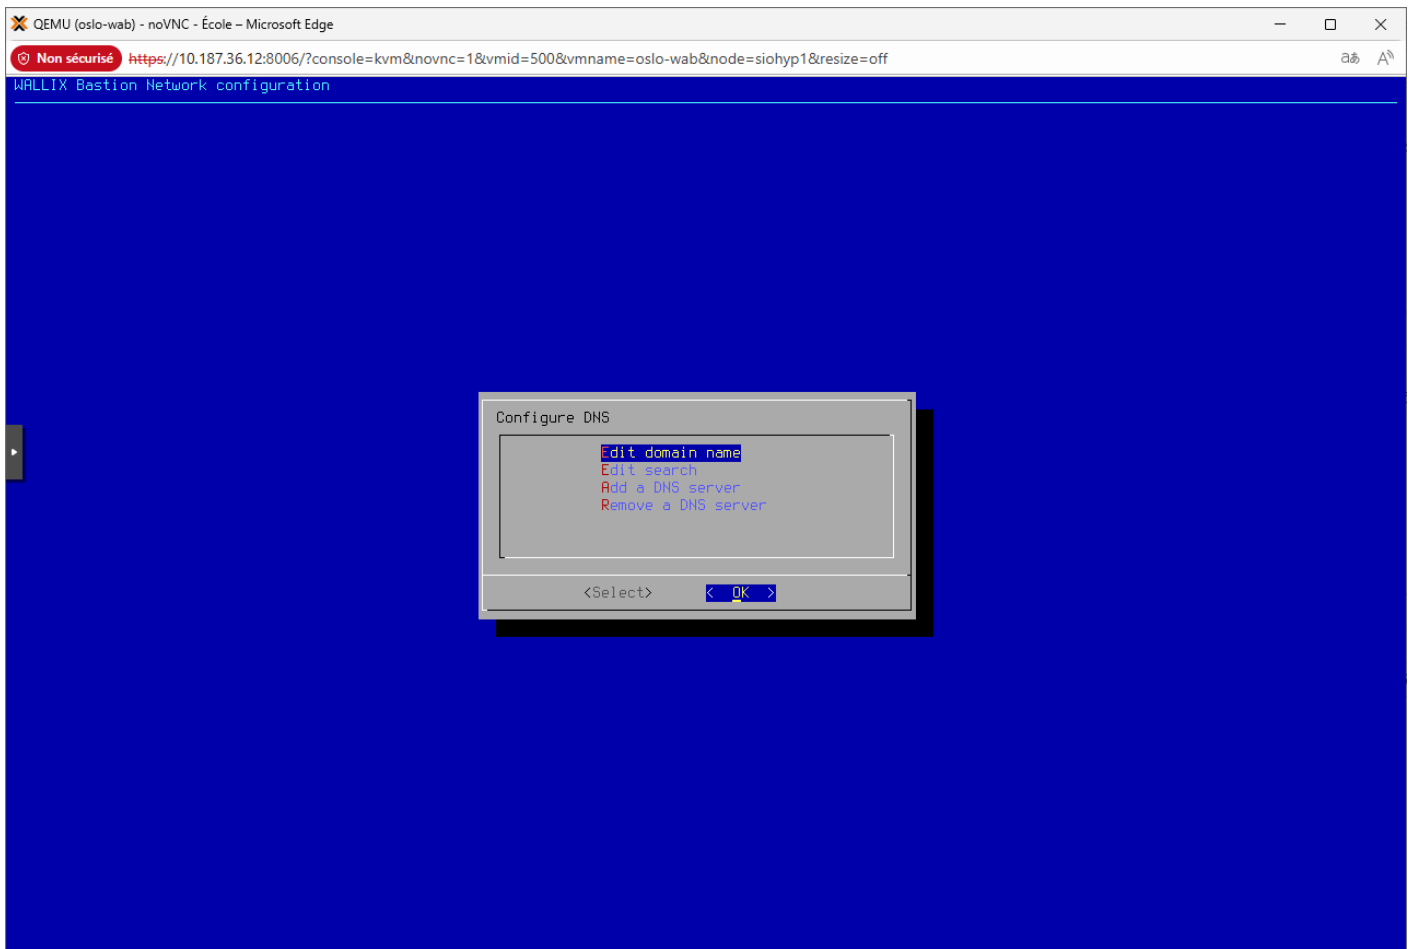 QEMU (oslo-wab) - noVNC - École – Microsoft Edge
Non sécurisé https://10.187.36.12:8006/?console=kvm&novnc=1&vmid=500&vmname=oslo-wab&node=siohyp1&resize=off aあ A
WALLIX Bastion Network configuration
Configure DNS
Edit domain name
Edit search
Add a DNS server
Remove a DNS server
<Select> < OK >